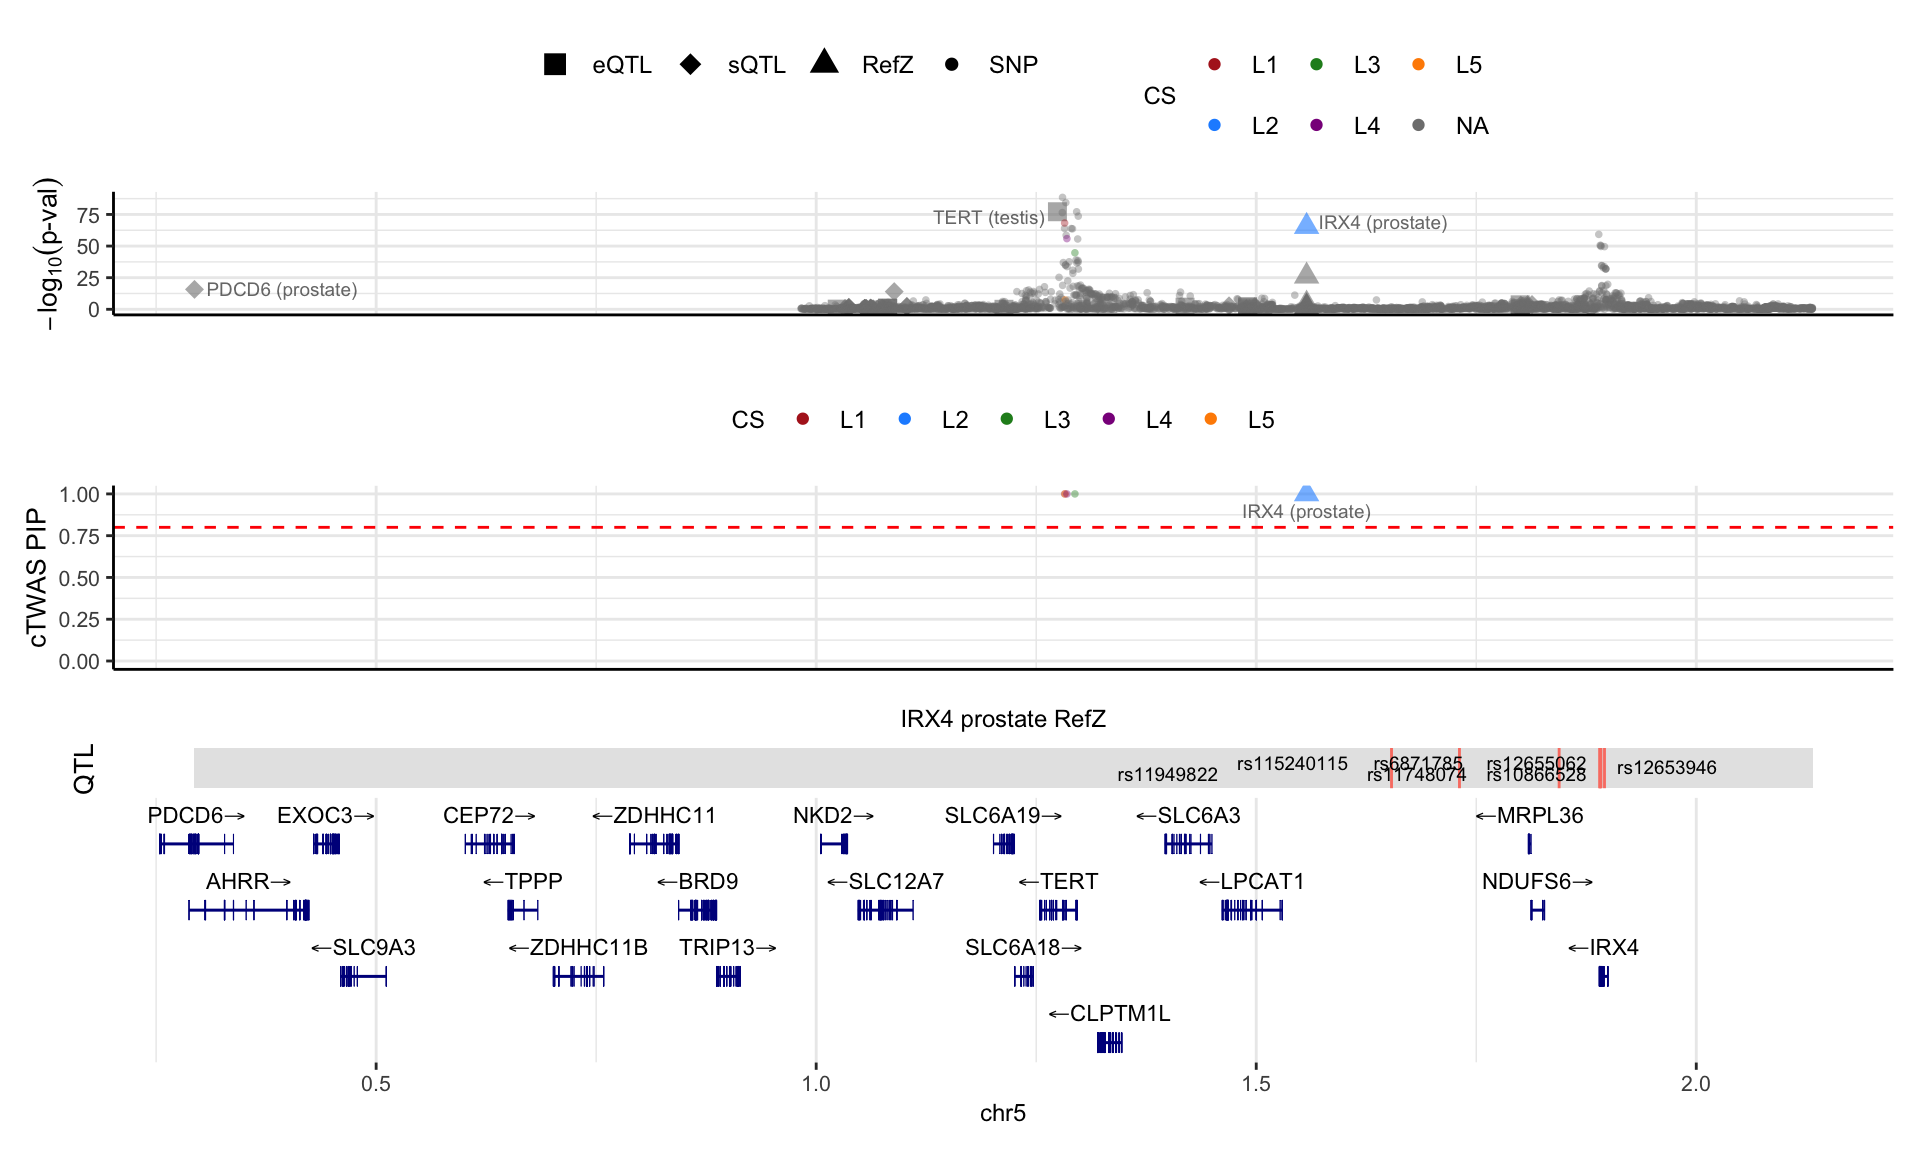 eQTL sQTL RefZ SNP
CS L1 L3 L5
L2 L4 NA
−log10(p-val)
75
50
25
0
TERT (testis)
IRX4 (prostate)
PDCD6 (prostate)
CS L1 L2 L3 L4 L5
cTWAS PIP
1.00
0.75
0.50
0.25
0.00
IRX4 (prostate)
IRX4 prostate RefZ
QTL
rs115240115 rs6871785 rs12655062
rs12653946
rs11949822 rs11748074 rs10866528
PDCD6→ EXOC3→ CEP72→ ←ZDHHC11 NKD2→ SLC6A19→ ←SLC6A3 ←MRPL36
AHRR→ ←TPPP ←BRD9 ←SLC12A7 ←TERT ←LPCAT1 NDUFS6→
←SLC9A3 ←ZDHHC11B TRIP13→ SLC6A18→ ←IRX4
←CLPTM1L
0.5 1.0 1.5 2.0
chr5